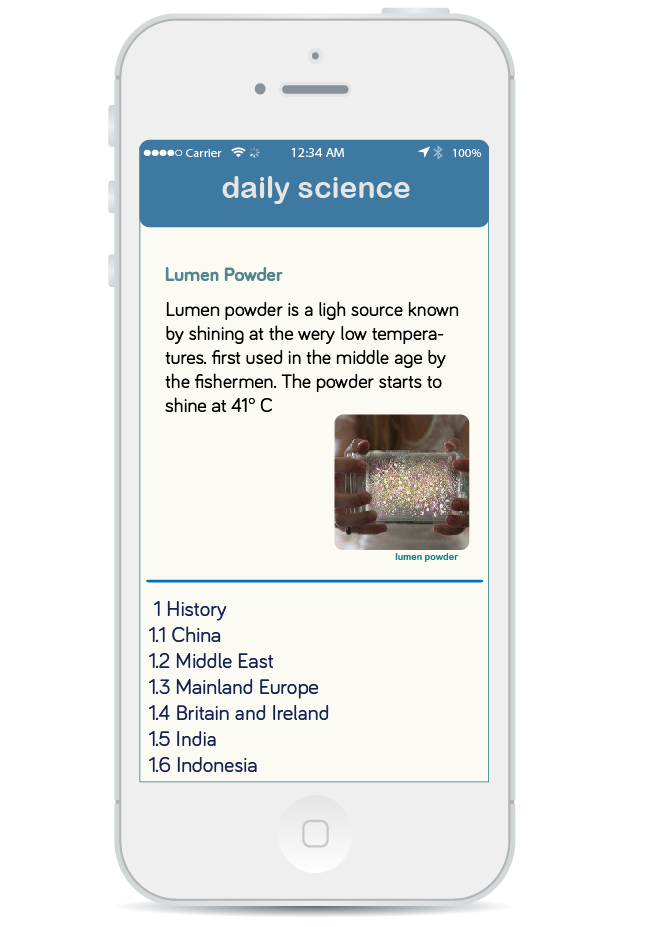 Carrier 12:34 AM 100%
daily science
Lumen Powder
Lumen powder is a ligh source known
by shining at the wery low tempera-
tures. first used in the middle age by
the fishermen. The powder starts to
shine at 41° C
lumen powder
1 History
1.1 China
1.2 Middle East
1.3 Mainland Europe
1.4 Britain and Ireland
1.5 India
1.6 Indonesia